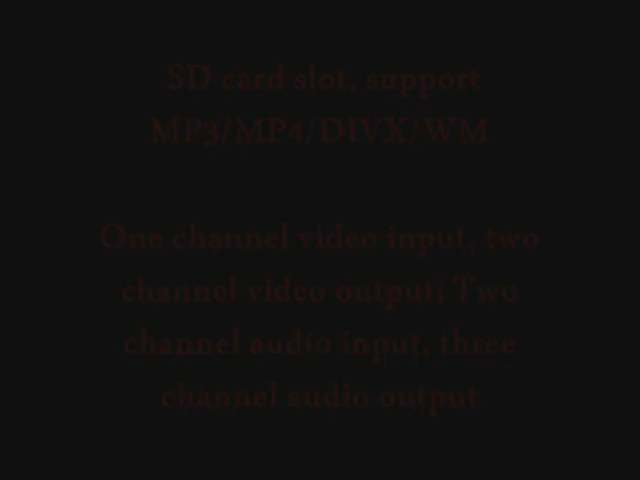 SD card slot, support
MP3/MP4/DIVX/WM
One channel video input, two
channel video output; Two
channel audio input, three
channel audio output